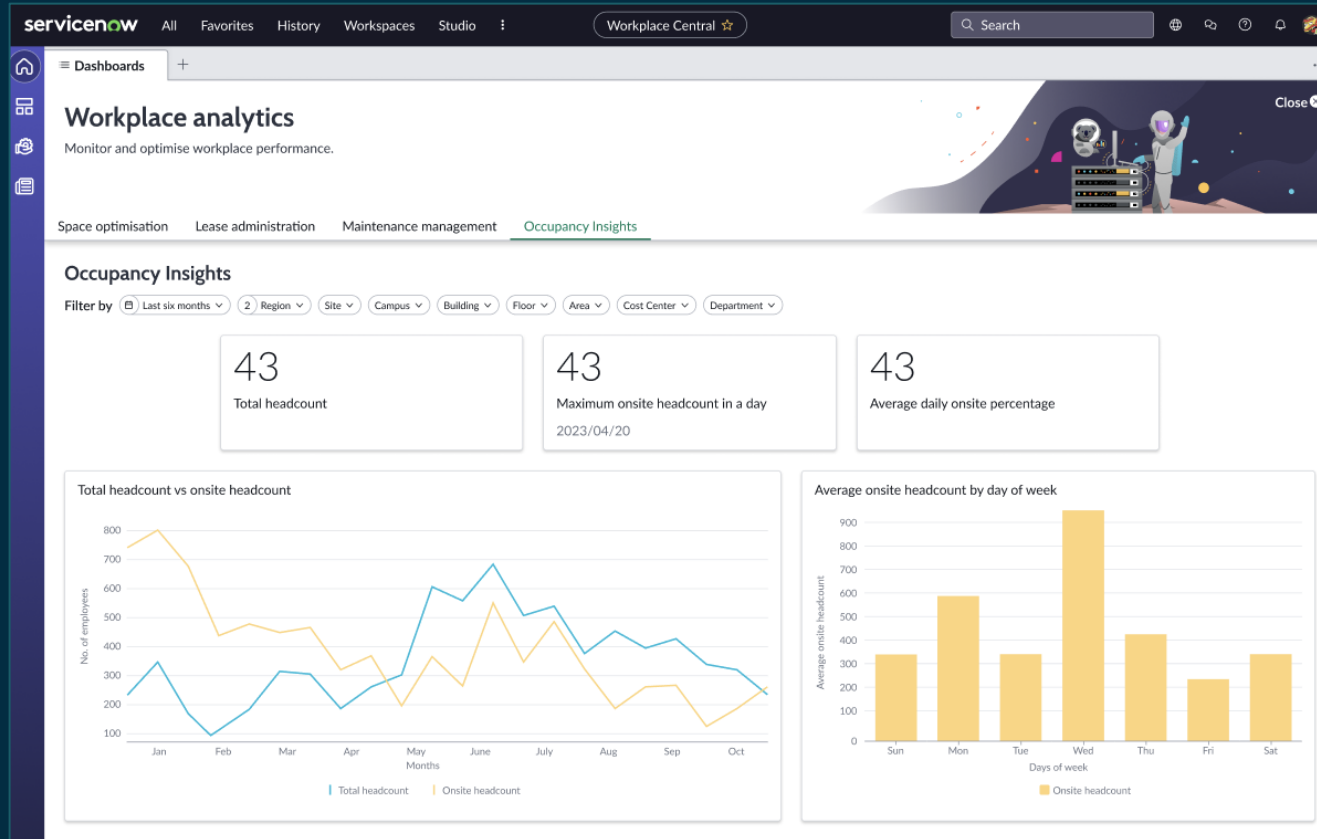 servicenow All Favorites History Workspaces Studio Workplace Central Search
Dashboards
Close
Workplace analytics
Monitor and optimise workplace performance.
Space optimisation Lease administration Maintenance management Occupancy Insights
Occupancy Insights
Filter by Last six months 2 Region Site Campus Building Floor Area Cost Center Department
43
Total headcount
43
Maximum onsite headcount in a day
2023/04/20
43
Average daily onsite percentage
Total headcount vs onsite headcount
800
700
600
500
400
300
200
100
No. of employees
Jan Feb Mar Apr May June July Aug Sep Oct
Months
Total headcount Onsite headcount
Average onsite headcount by day of week
900
800
700
600
500
400
300
200
100
0
Average onsite headcount
Sun Mon Tue Wed Thu Fri Sat
Days of week
Onsite headcount